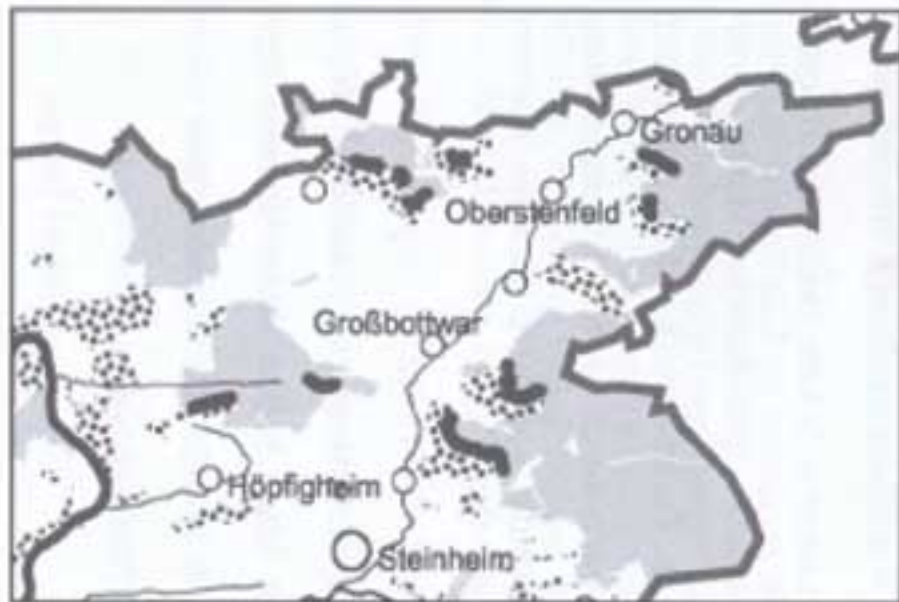 Gronau
Oberstenfeld
Großbottwar
Höpfigheim
Steinheim